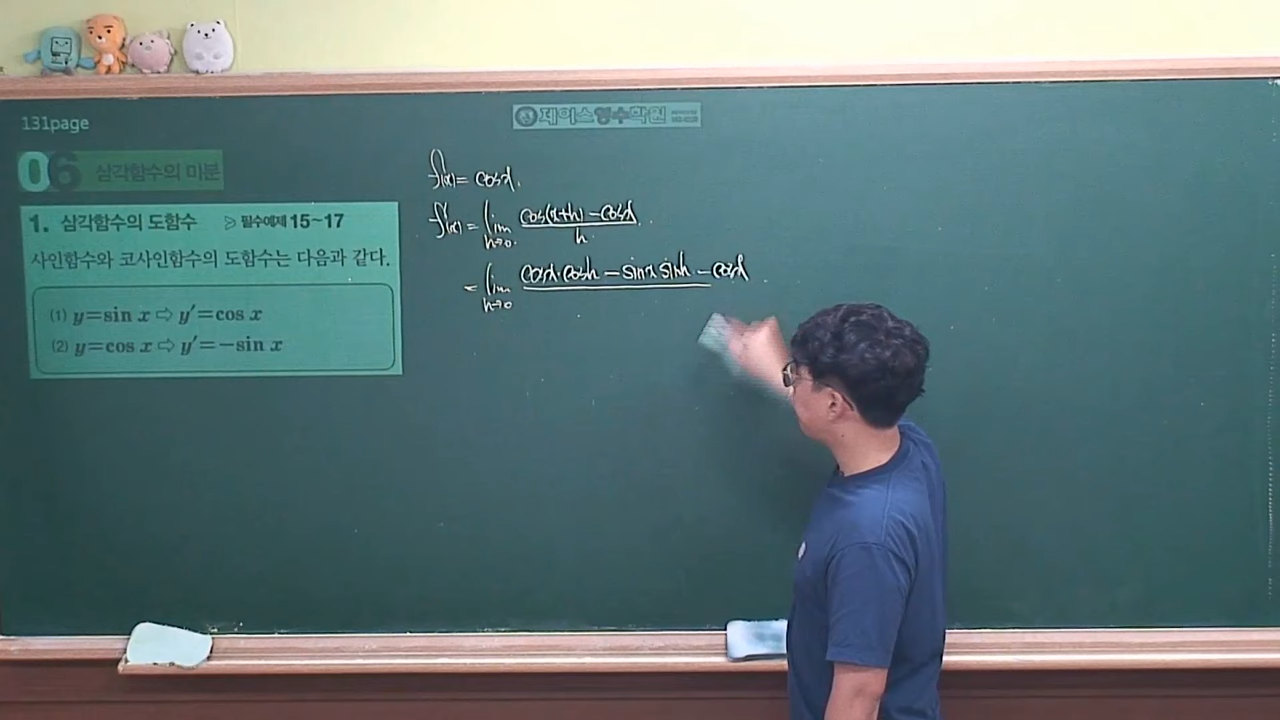 131page
06 삼각함수의 미분
1. 삼각함수의 도함수 ▷ 필수예제 15~17
사인함수와 코사인함수의 도함수는 다음과 같다.
(1) y=sin x ⇨ y′=cos x
(2) y=cos x ⇨ y′=−sin x
제이스영수학원
f(x) = cosx.
f'(x) = lim h→0 (cos(x+h) − cosx)/h.
= lim h→0 cosx·cosh − sinx sinh − cosx